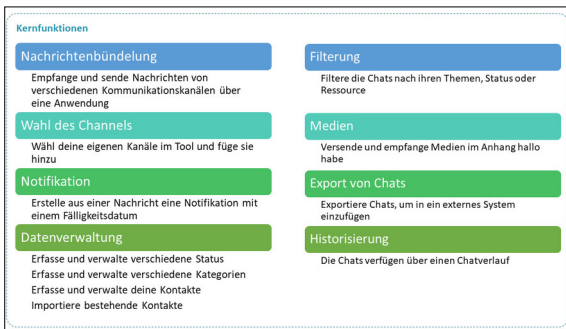 Kernfunktionen
Nachrichtenbündelung
Empfange und sende Nachrichten von
verschiedenen Kommunikationskanälen über
eine Anwendung
Wahl des Channels
Wähl deine eigenen Kanäle im Tool und füge sie
hinzu
Notifikation
Erstelle aus einer Nachricht eine Notifikation mit
einem Fälligkeitsdatum
Datenverwaltung
Erfasse und verwalte verschiedene Status
Erfasse und verwalte verschiedene Kategorien
Erfasse und verwalte deine Kontakte
Importiere bestehende Kontakte
Filterung
Filtere die Chats nach ihren Themen, Status oder
Ressource
Medien
Versende und empfange Medien im Anhang hallo
habe
Export von Chats
Exportiere Chats, um in ein externes System
einzufügen
Historisierung
Die Chats verfügen über einen Chatverlauf